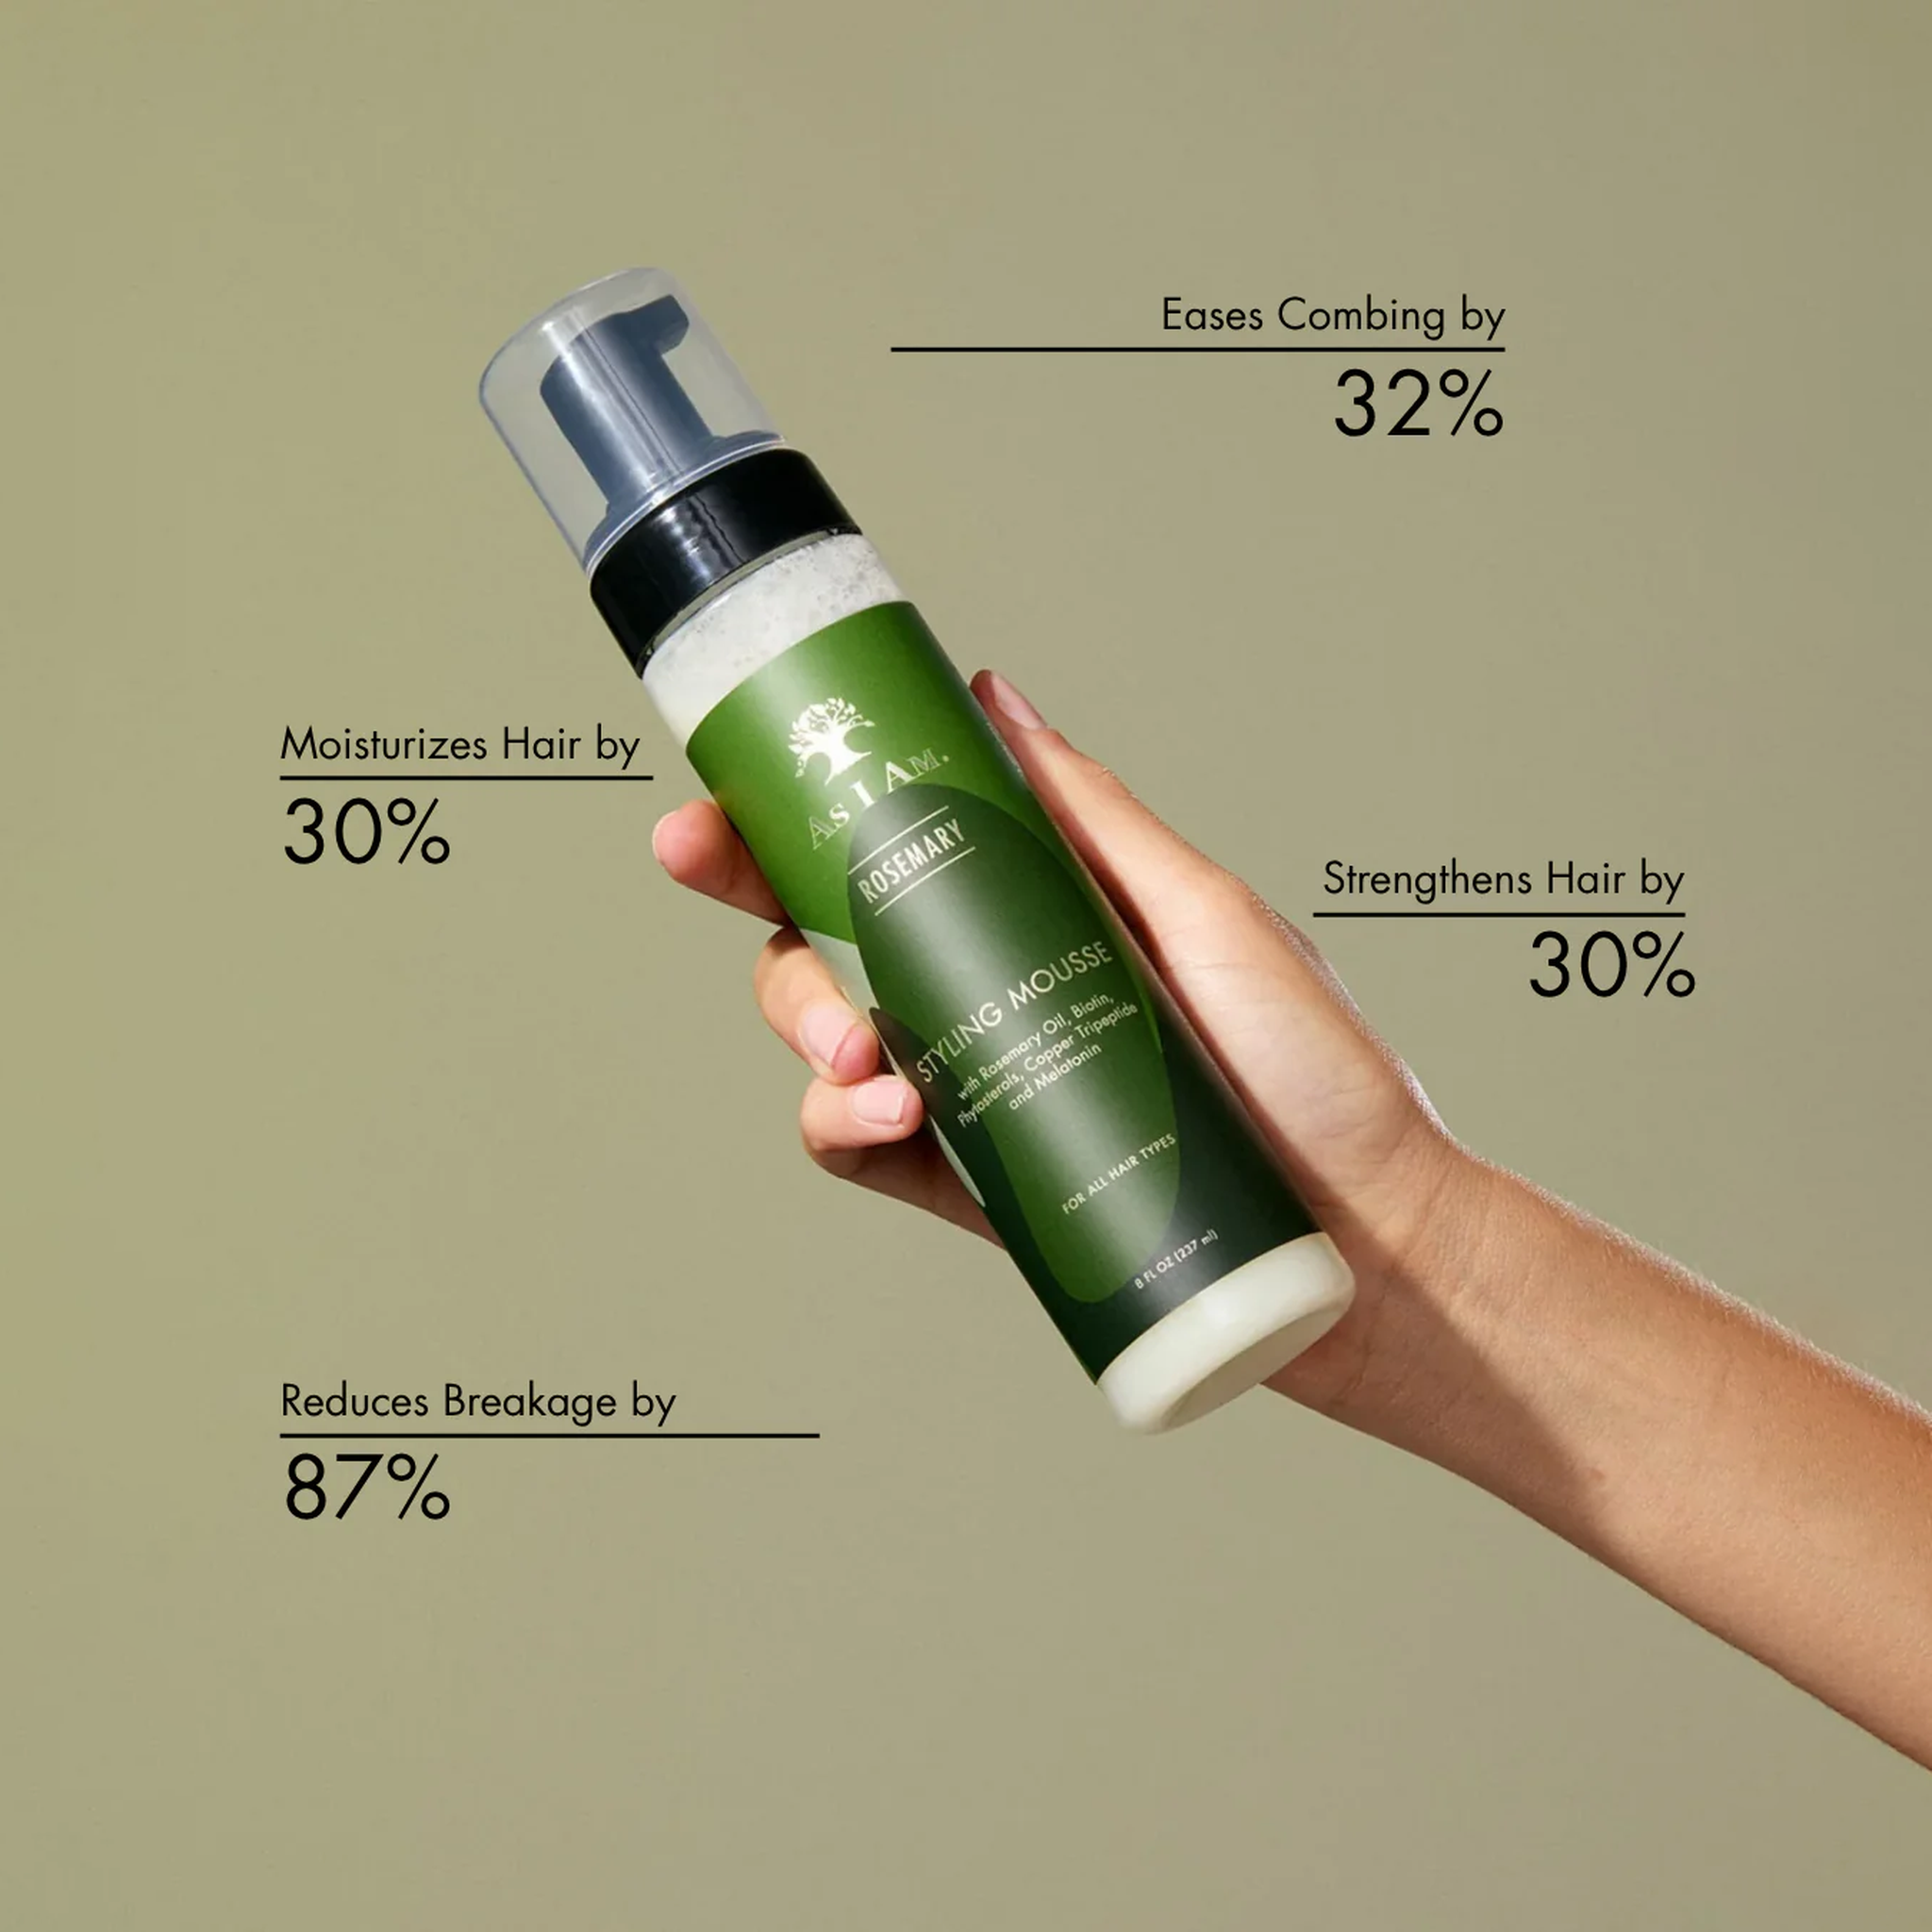 Eases Combing by
32%
Moisturizes Hair by
30%
Strengthens Hair by
30%
Reduces Breakage by
87%
As I Am.
ROSEMARY
STYLING MOUSSE
with Rosemary Oil, Biotin,
Phytosterols, Copper Tripeptide
and Melatonin
FOR ALL HAIR TYPES
8 FL OZ (237 ml)